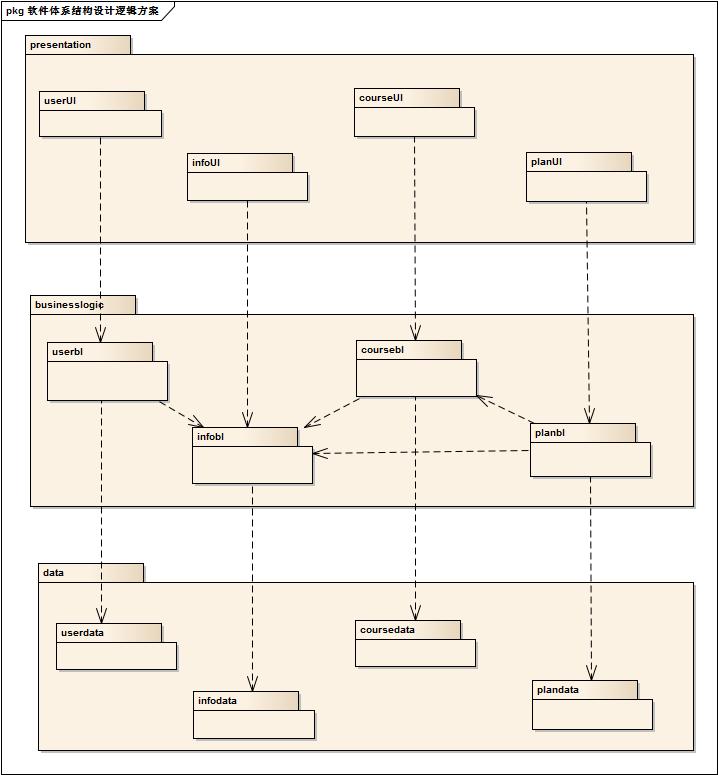 pkg 软件体系结构设计逻辑方案
presentation
userUI
courseUI
infoUI
planUI
businesslogic
userbl
coursebl
infobl
planbl
data
userdata
coursedata
infodata
plandata